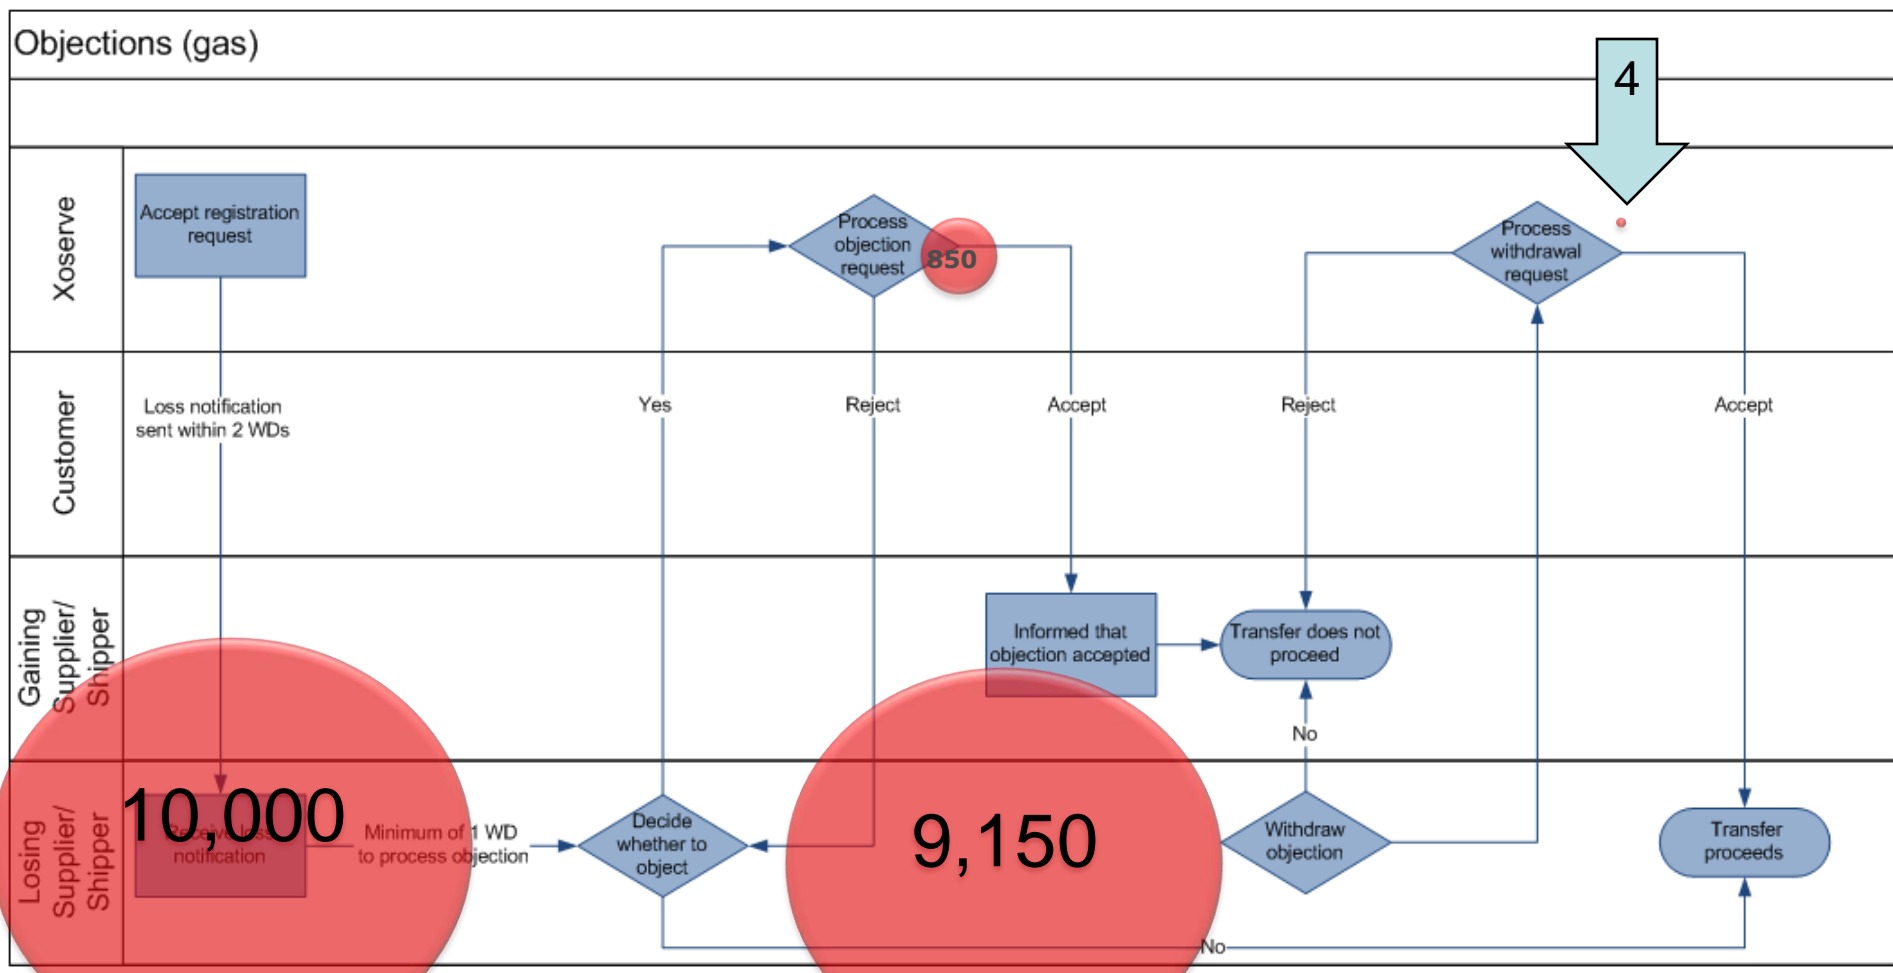 Objections (gas)
4
Xoserve
Accept registration
request
Process
objection
request
850
Process
withdrawal
request
Customer
Loss notification
sent within 2 WDs
Yes
Reject
Accept
Reject
Accept
Gaining
Supplier/
Shipper
Informed that
objection accepted
Transfer does not
proceed
No
Losing
Supplier/
Shipper
10,000
Receive loss
notification
Minimum of 1 WD
to process objection
Decide
whether to
object
9,150
Withdraw
objection
Transfer
proceeds
No